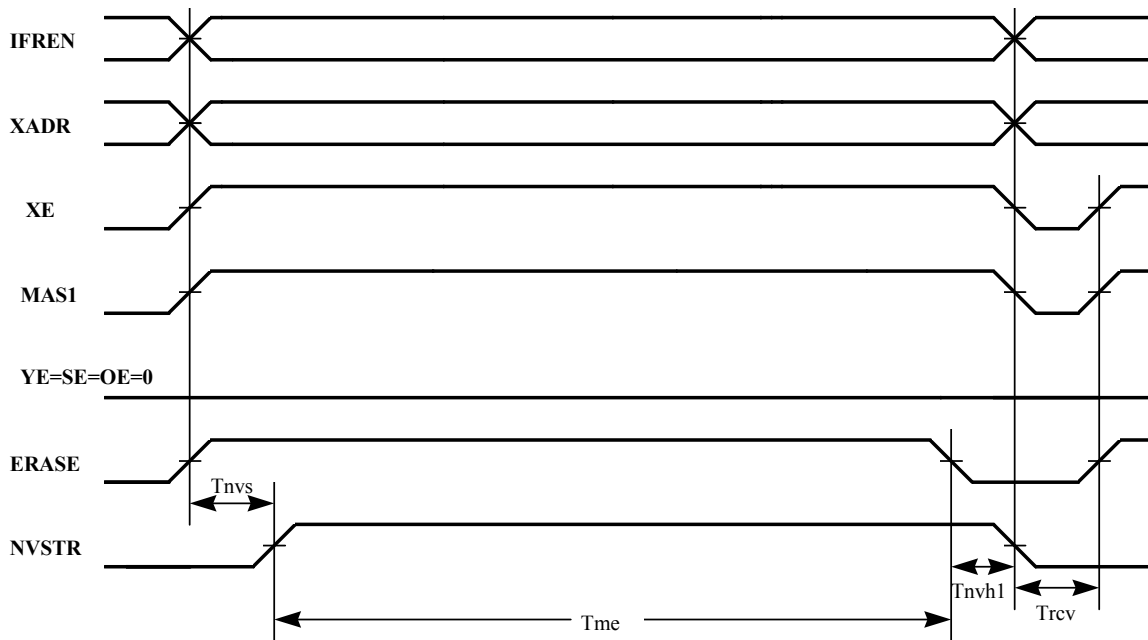 IFREN
XADR
XE
MAS1
YE=SE=OE=0
ERASE
Tnvs
NVSTR
Tnvh1
Trcv
Tme